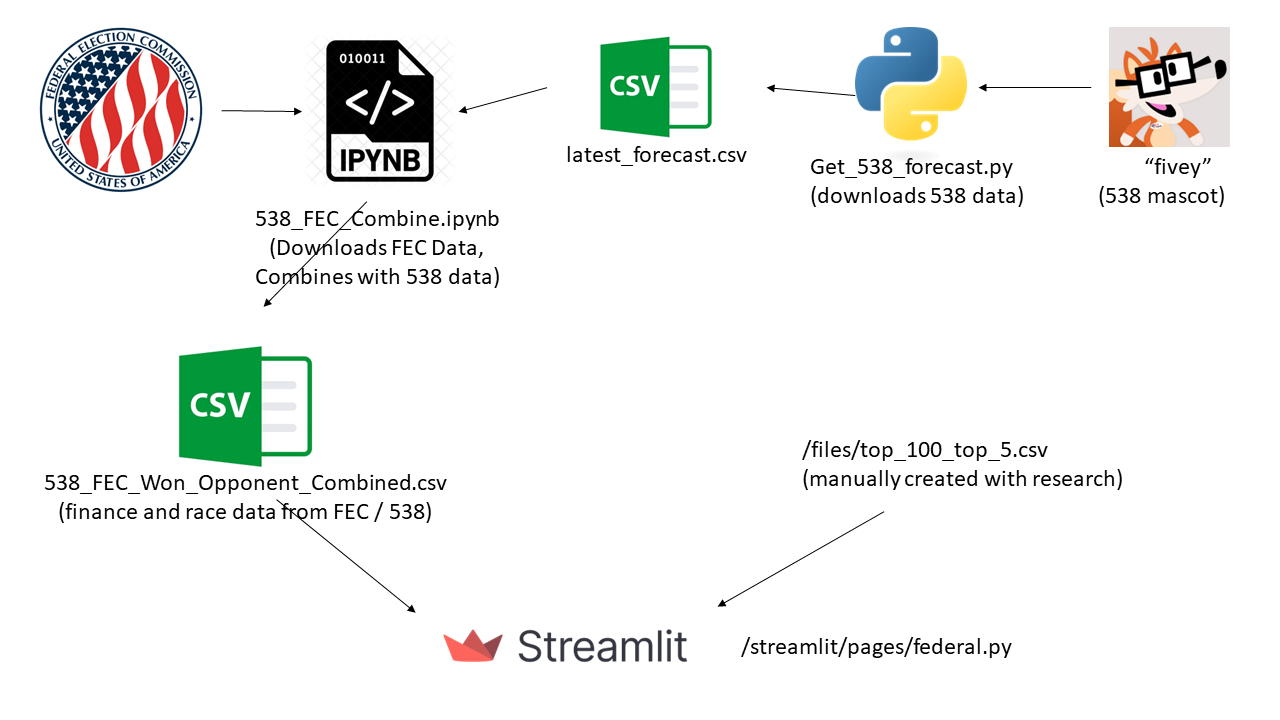 FEDERAL ELECTION COMMISSION
UNITED STATES OF AMERICA
010011
</>
IPYNB
538_FEC_Combine.ipynb
(Downloads FEC Data,
Combines with 538 data)
CSV
latest_forecast.csv
Get_538_forecast.py
(downloads 538 data)
“fivey”
(538 mascot)
CSV
538_FEC_Won_Opponent_Combined.csv
(finance and race data from FEC / 538)
/files/top_100_top_5.csv
(manually created with research)
Streamlit
/streamlit/pages/federal.py